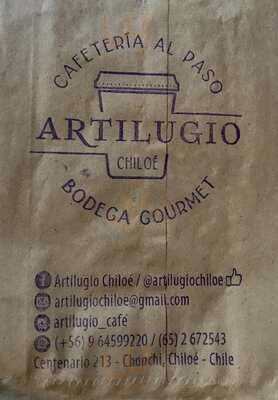 CAFETERÍA AL PASO
ARTILUGIO
CHILOÉ
BODEGA GOURMET
Artilugio Chiloé / @artilugiochiloe
artilugiochiloe@gmail.com
artilugio_café
(+56) 9 64599220 / (65) 2 672543
Centenario 213 - Chonchi, Chiloé - Chile